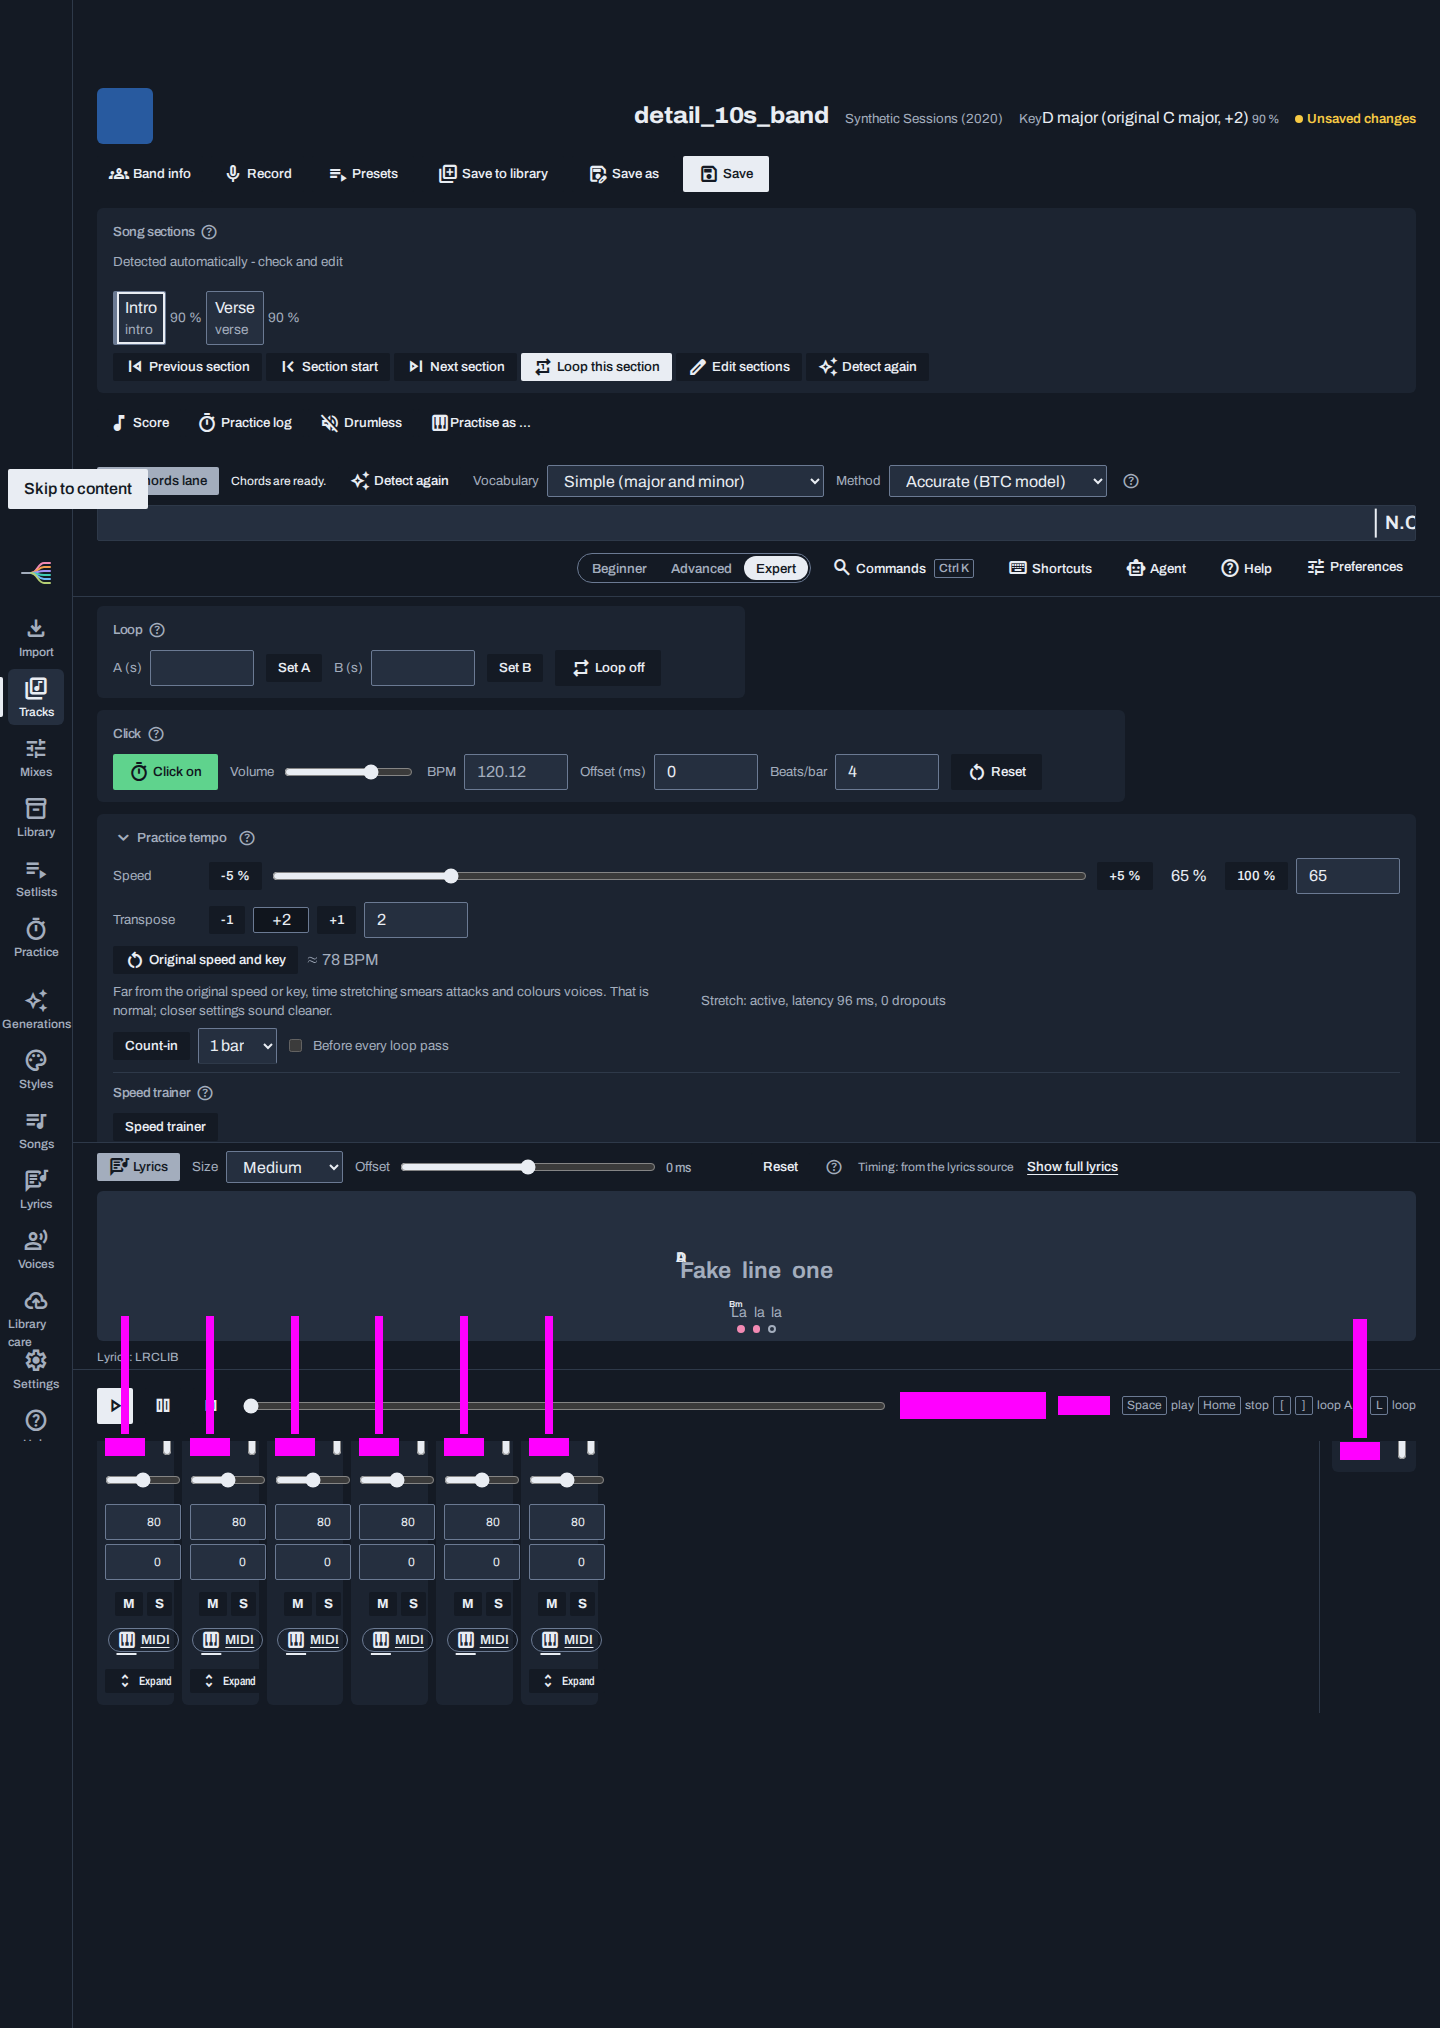 detail_10s_band Synthetic Sessions (2020) Key D major (original C major, +2) 90 % Unsaved changes
Band info Record Presets Save to library Save as Save
Song sections
Detected automatically - check and edit
Intro
intro
90 %
Verse
verse
90 %
Previous section Section start Next section Loop this section Edit sections Detect again
Score Practice log Drumless Practise as ...
Skip to content
lane Chords are ready. Detect again Vocabulary Simple (major and minor) Method Accurate (BTC model)
Beginner Advanced Expert Commands Ctrl K Shortcuts Agent Help Preferences
Import
Tracks
Mixes
Library
Setlists
Practice
Generations
Styles
Songs
Lyrics
Voices
Library
care
Settings
Loop
A (s) Set A B (s) Set B Loop off
Click
Click on Volume BPM 120.12 Offset (ms) 0 Beats/bar 4 Reset
Practice tempo
Speed -5 % +5 % 65 % 100 % 65
Transpose -1 +2 +1 2
Original speed and key ≈ 78 BPM
Far from the original speed or key, time stretching smears attacks and colours voices. That is
normal; closer settings sound cleaner.
Stretch: active, latency 96 ms, 0 dropouts
Count-in 1 bar Before every loop pass
Speed trainer
Speed trainer
Lyrics Size Medium Offset 0 ms Reset Timing: from the lyrics source Show full lyrics
Fake line one
Bm
La la la
LRCLIB
Space play Home stop [ ] loop A L loop
80 80 80 80 80 80
0 0 0 0 0 0
M S M S M S M S M S M S
MIDI MIDI MIDI MIDI MIDI MIDI
Expand Expand Expand